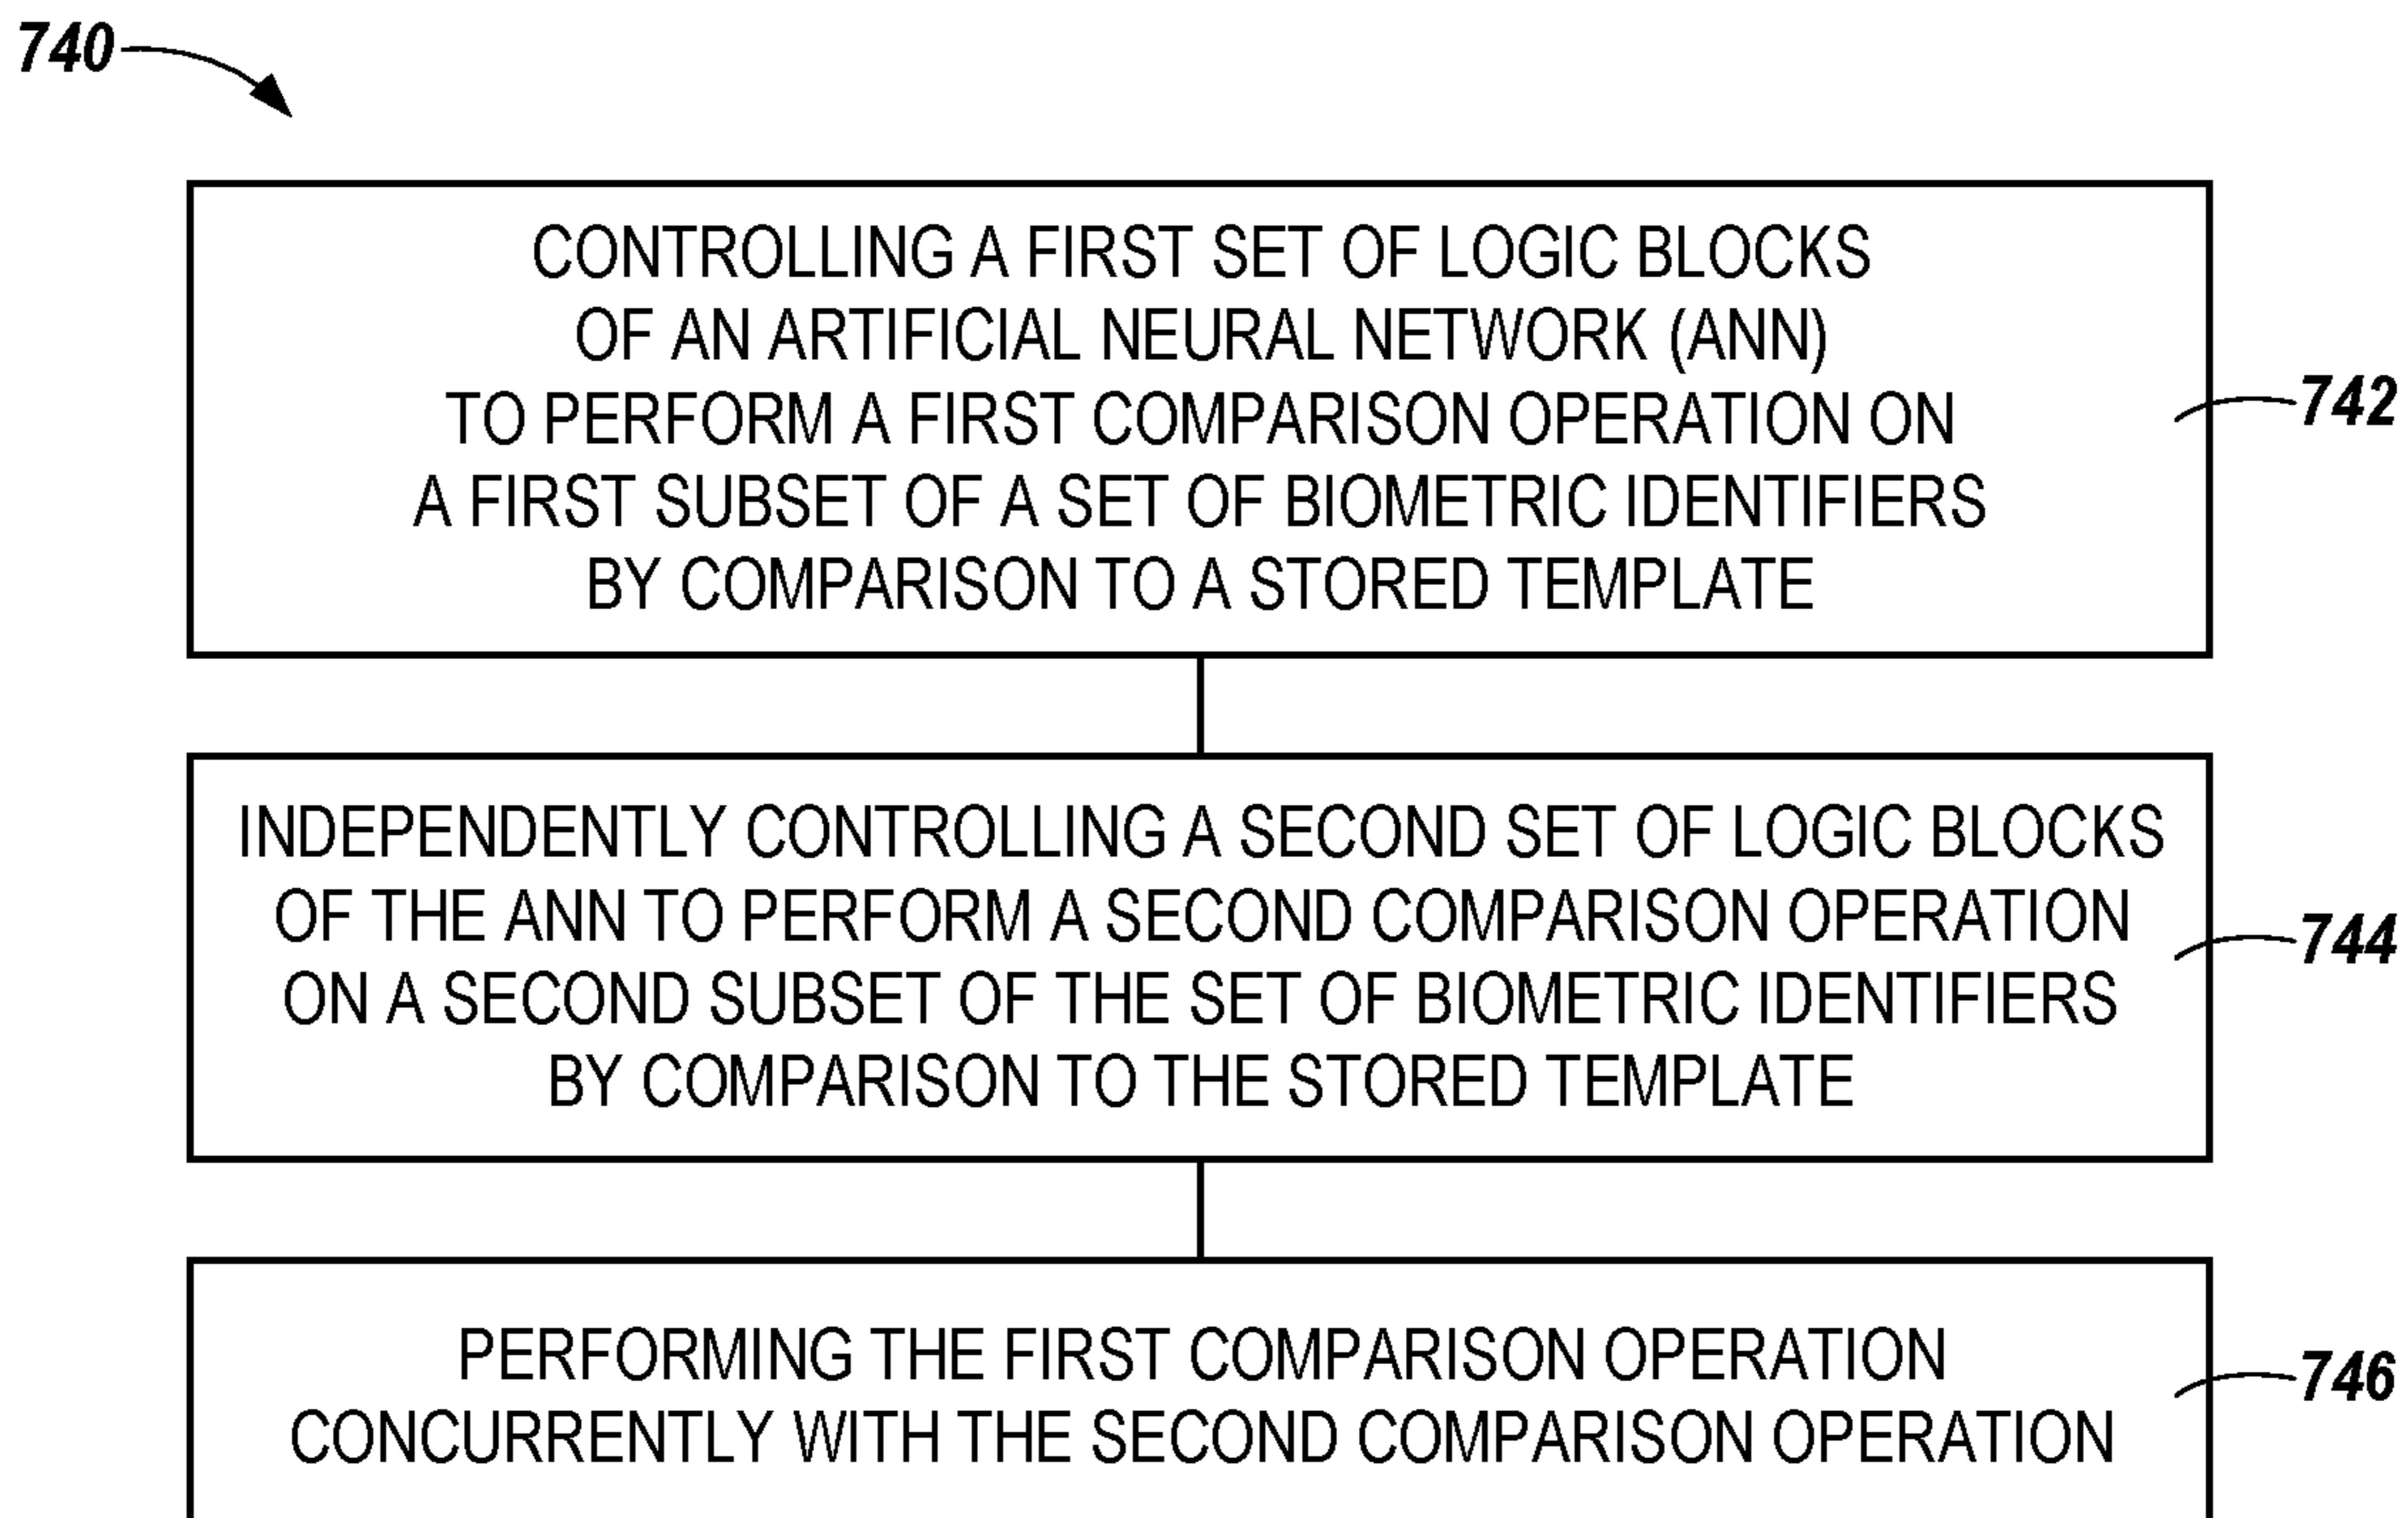 740
CONTROLLING A FIRST SET OF LOGIC BLOCKS
OF AN ARTIFICIAL NEURAL NETWORK (ANN)
TO PERFORM A FIRST COMPARISON OPERATION ON
A FIRST SUBSET OF A SET OF BIOMETRIC IDENTIFIERS
BY COMPARISON TO A STORED TEMPLATE
742
INDEPENDENTLY CONTROLLING A SECOND SET OF LOGIC BLOCKS
OF THE ANN TO PERFORM A SECOND COMPARISON OPERATION
ON A SECOND SUBSET OF THE SET OF BIOMETRIC IDENTIFIERS
BY COMPARISON TO THE STORED TEMPLATE
744
PERFORMING THE FIRST COMPARISON OPERATION
CONCURRENTLY WITH THE SECOND COMPARISON OPERATION
746